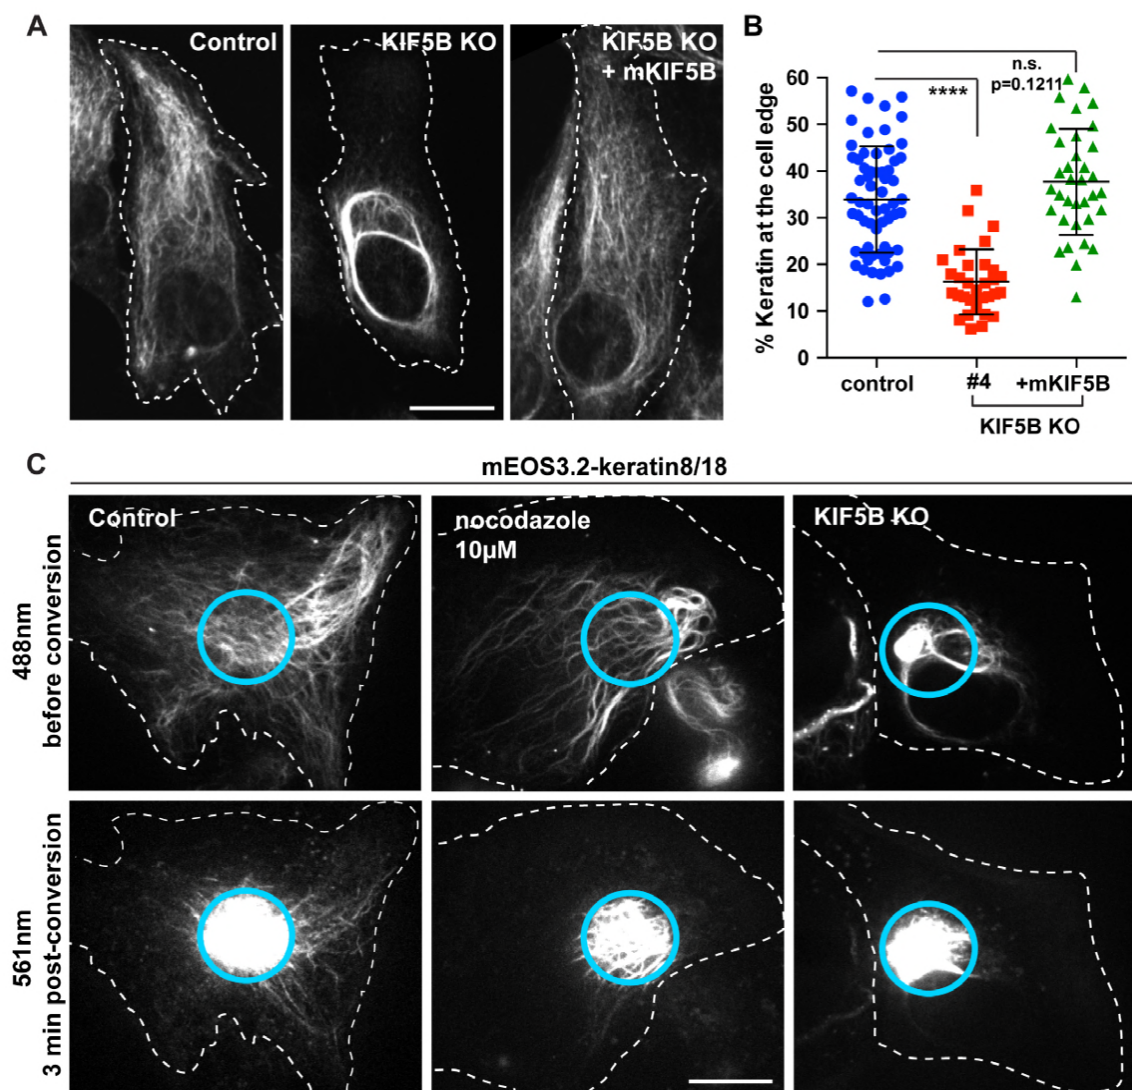 A
Control
KIF5B KO
KIF5B KO
+ mKIF5B
B
n.s.
p=0.1211
****
60
50
40
30
20
10
0
% Keratin at the cell edge
control
#4
+mKIF5B
KIF5B KO
C
mEOS3.2-keratin8/18
488nm
before conversion
Control
nocodazole
10µM
KIF5B KO
561nm
3 min post-conversion